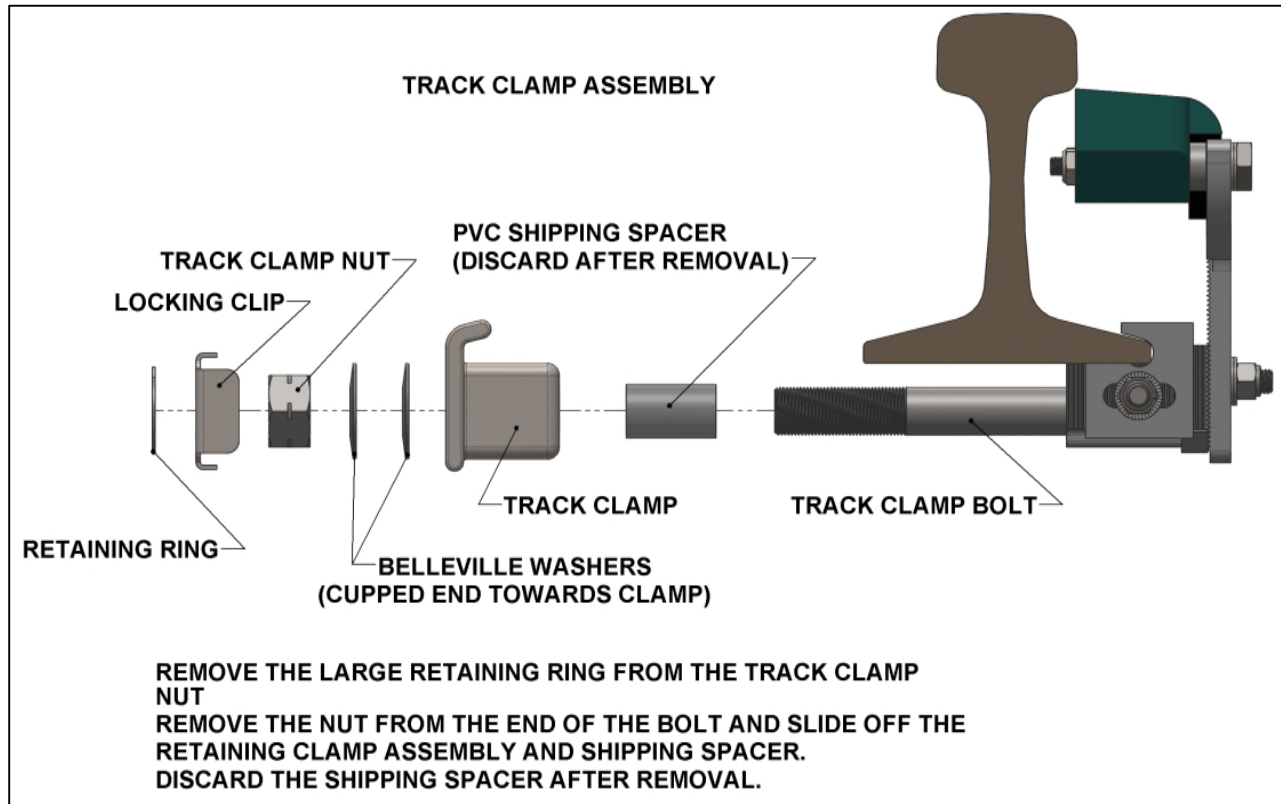 TRACK CLAMP ASSEMBLY
PVC SHIPPING SPACER
(DISCARD AFTER REMOVAL)
TRACK CLAMP NUT
LOCKING CLIP
TRACK CLAMP
TRACK CLAMP BOLT
RETAINING RING
BELLEVILLE WASHERS
(CUPPED END TOWARDS CLAMP)
REMOVE THE LARGE RETAINING RING FROM THE TRACK CLAMP
NUT
REMOVE THE NUT FROM THE END OF THE BOLT AND SLIDE OFF THE
RETAINING CLAMP ASSEMBLY AND SHIPPING SPACER.
DISCARD THE SHIPPING SPACER AFTER REMOVAL.